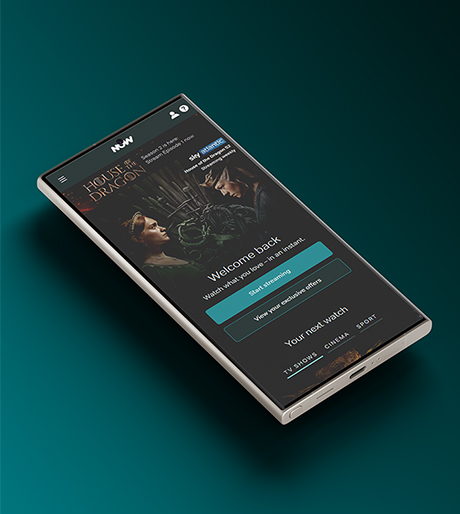 NOW
?
HOUSE
OF THE
DRAGON
Season 2 is here.
Stream Episode 1 now
sky atlantic
House of the Dragon S2
Streaming weekly
Welcome back
Watch what you love – in an instant.
Start streaming
View your exclusive offers
Your next watch
TV SHOWS
CINEMA
SPORT